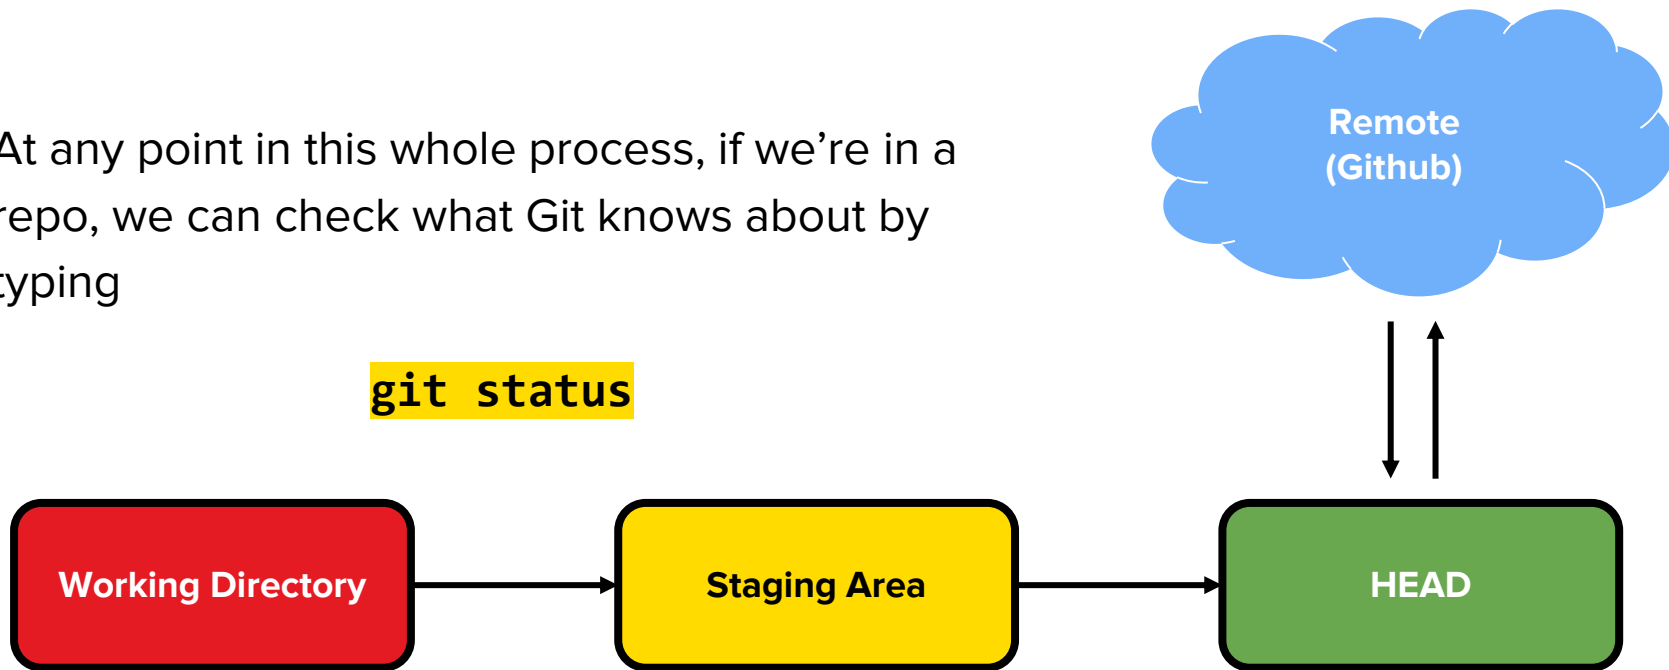 At any point in this whole process, if we’re in a
repo, we can check what Git knows about by
typing
git status
Remote
(Github)
Working Directory
Staging Area
HEAD